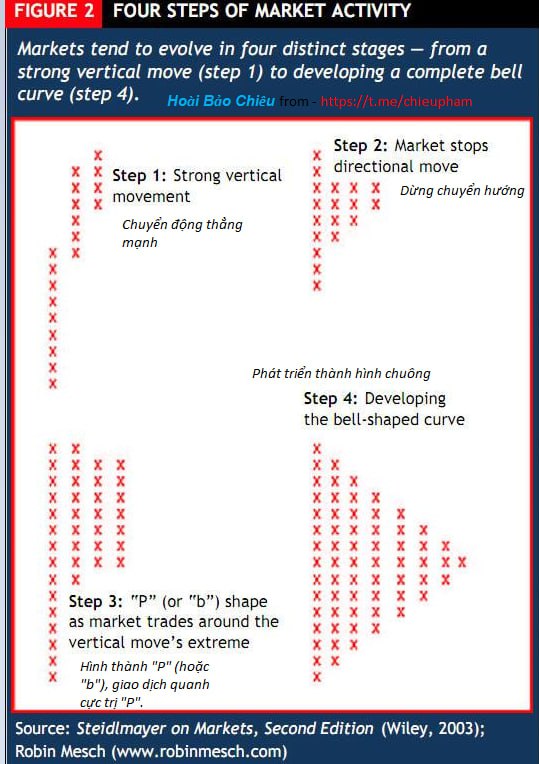 FIGURE 2 FOUR STEPS OF MARKET ACTIVITY
Markets tend to evolve in four distinct stages — from a
strong vertical move (step 1) to developing a complete bell
curve (step 4).
Hoài Bảo Chiêu from - https://t.me/chieupham
Step 1: Strong vertical
movement
Chuyển động thẳng
mạnh
Step 2: Market stops
directional move
Dừng chuyển hướng
Step 3: "P" (or "b") shape
as market trades around the
vertical move's extreme
Hình thành "P" (hoặc
"b"), giao dịch quanh
cực trị "P".
Phát triển thành hình chuông
Step 4: Developing
the bell-shaped curve
Source: Steidlmayer on Markets, Second Edition (Wiley, 2003);
Robin Mesch (www.robinmesch.com)